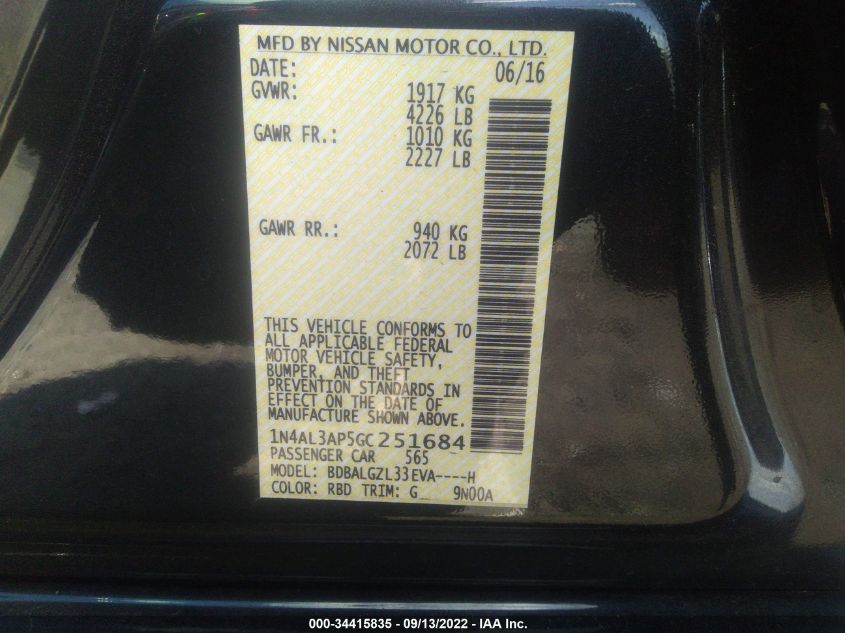 MFD BY NISSAN MOTOR CO., LTD.
DATE: 06/16
GVWR: 1917 KG
4226 LB
GAWR FR.: 1010 KG
2227 LB
GAWR RR.: 940 KG
2072 LB
THIS VEHICLE CONFORMS TO
ALL APPLICABLE FEDERAL
MOTOR VEHICLE SAFETY,
BUMPER, AND THEFT
PREVENTION STANDARDS IN
EFFECT ON THE DATE OF
MANUFACTURE SHOWN ABOVE.
1N4AL3AP5GC251684
PASSENGER CAR 565
MODEL: BDBALGZL33EVA----H
COLOR: RBD TRIM: G_ 9N00A
000-34415835 - 09/13/2022 - IAA Inc.